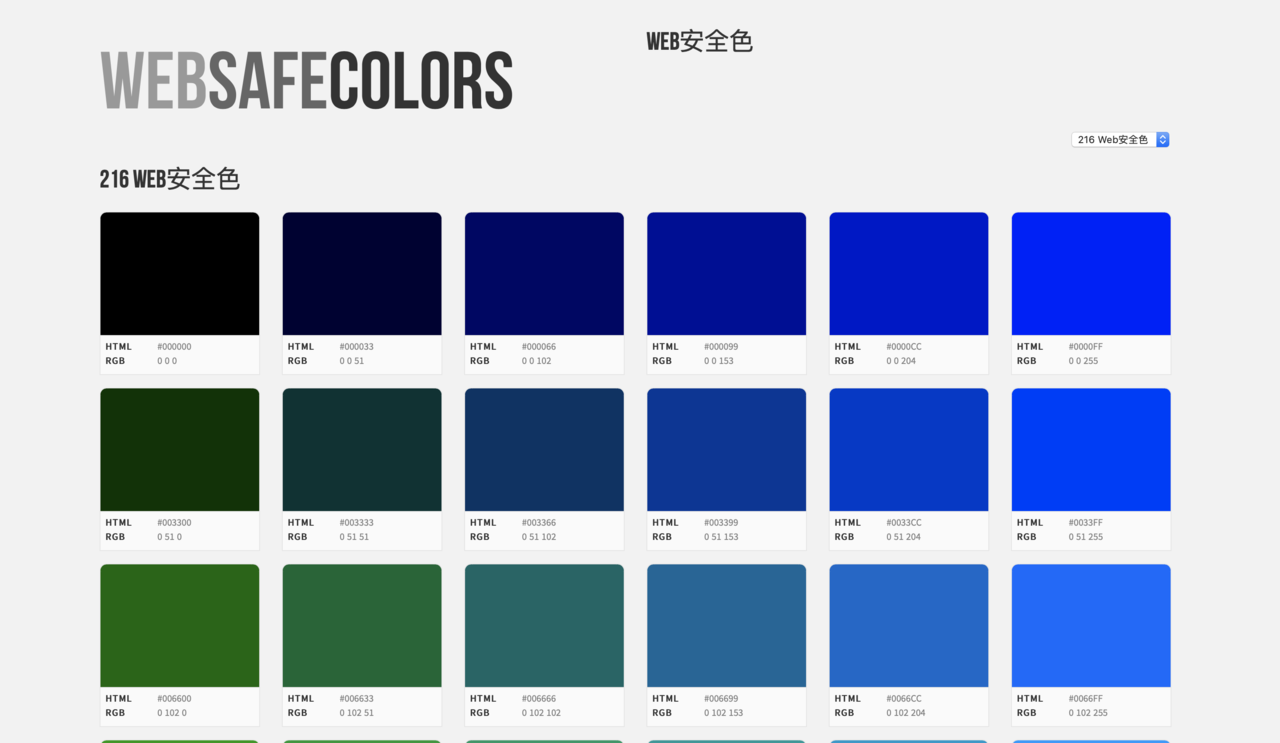 WEBSAFECOLORS
WEB安全色
216 Web安全色
216 WEB安全色
HTML #000000
RGB 0 0 0
HTML #000033
RGB 0 0 51
HTML #000066
RGB 0 0 102
HTML #000099
RGB 0 0 153
HTML #0000CC
RGB 0 0 204
HTML #0000FF
RGB 0 0 255
HTML #003300
RGB 0 51 0
HTML #003333
RGB 0 51 51
HTML #003366
RGB 0 51 102
HTML #003399
RGB 0 51 153
HTML #0033CC
RGB 0 51 204
HTML #0033FF
RGB 0 51 255
HTML #006600
RGB 0 102 0
HTML #006633
RGB 0 102 51
HTML #006666
RGB 0 102 102
HTML #006699
RGB 0 102 153
HTML #0066CC
RGB 0 102 204
HTML #0066FF
RGB 0 102 255